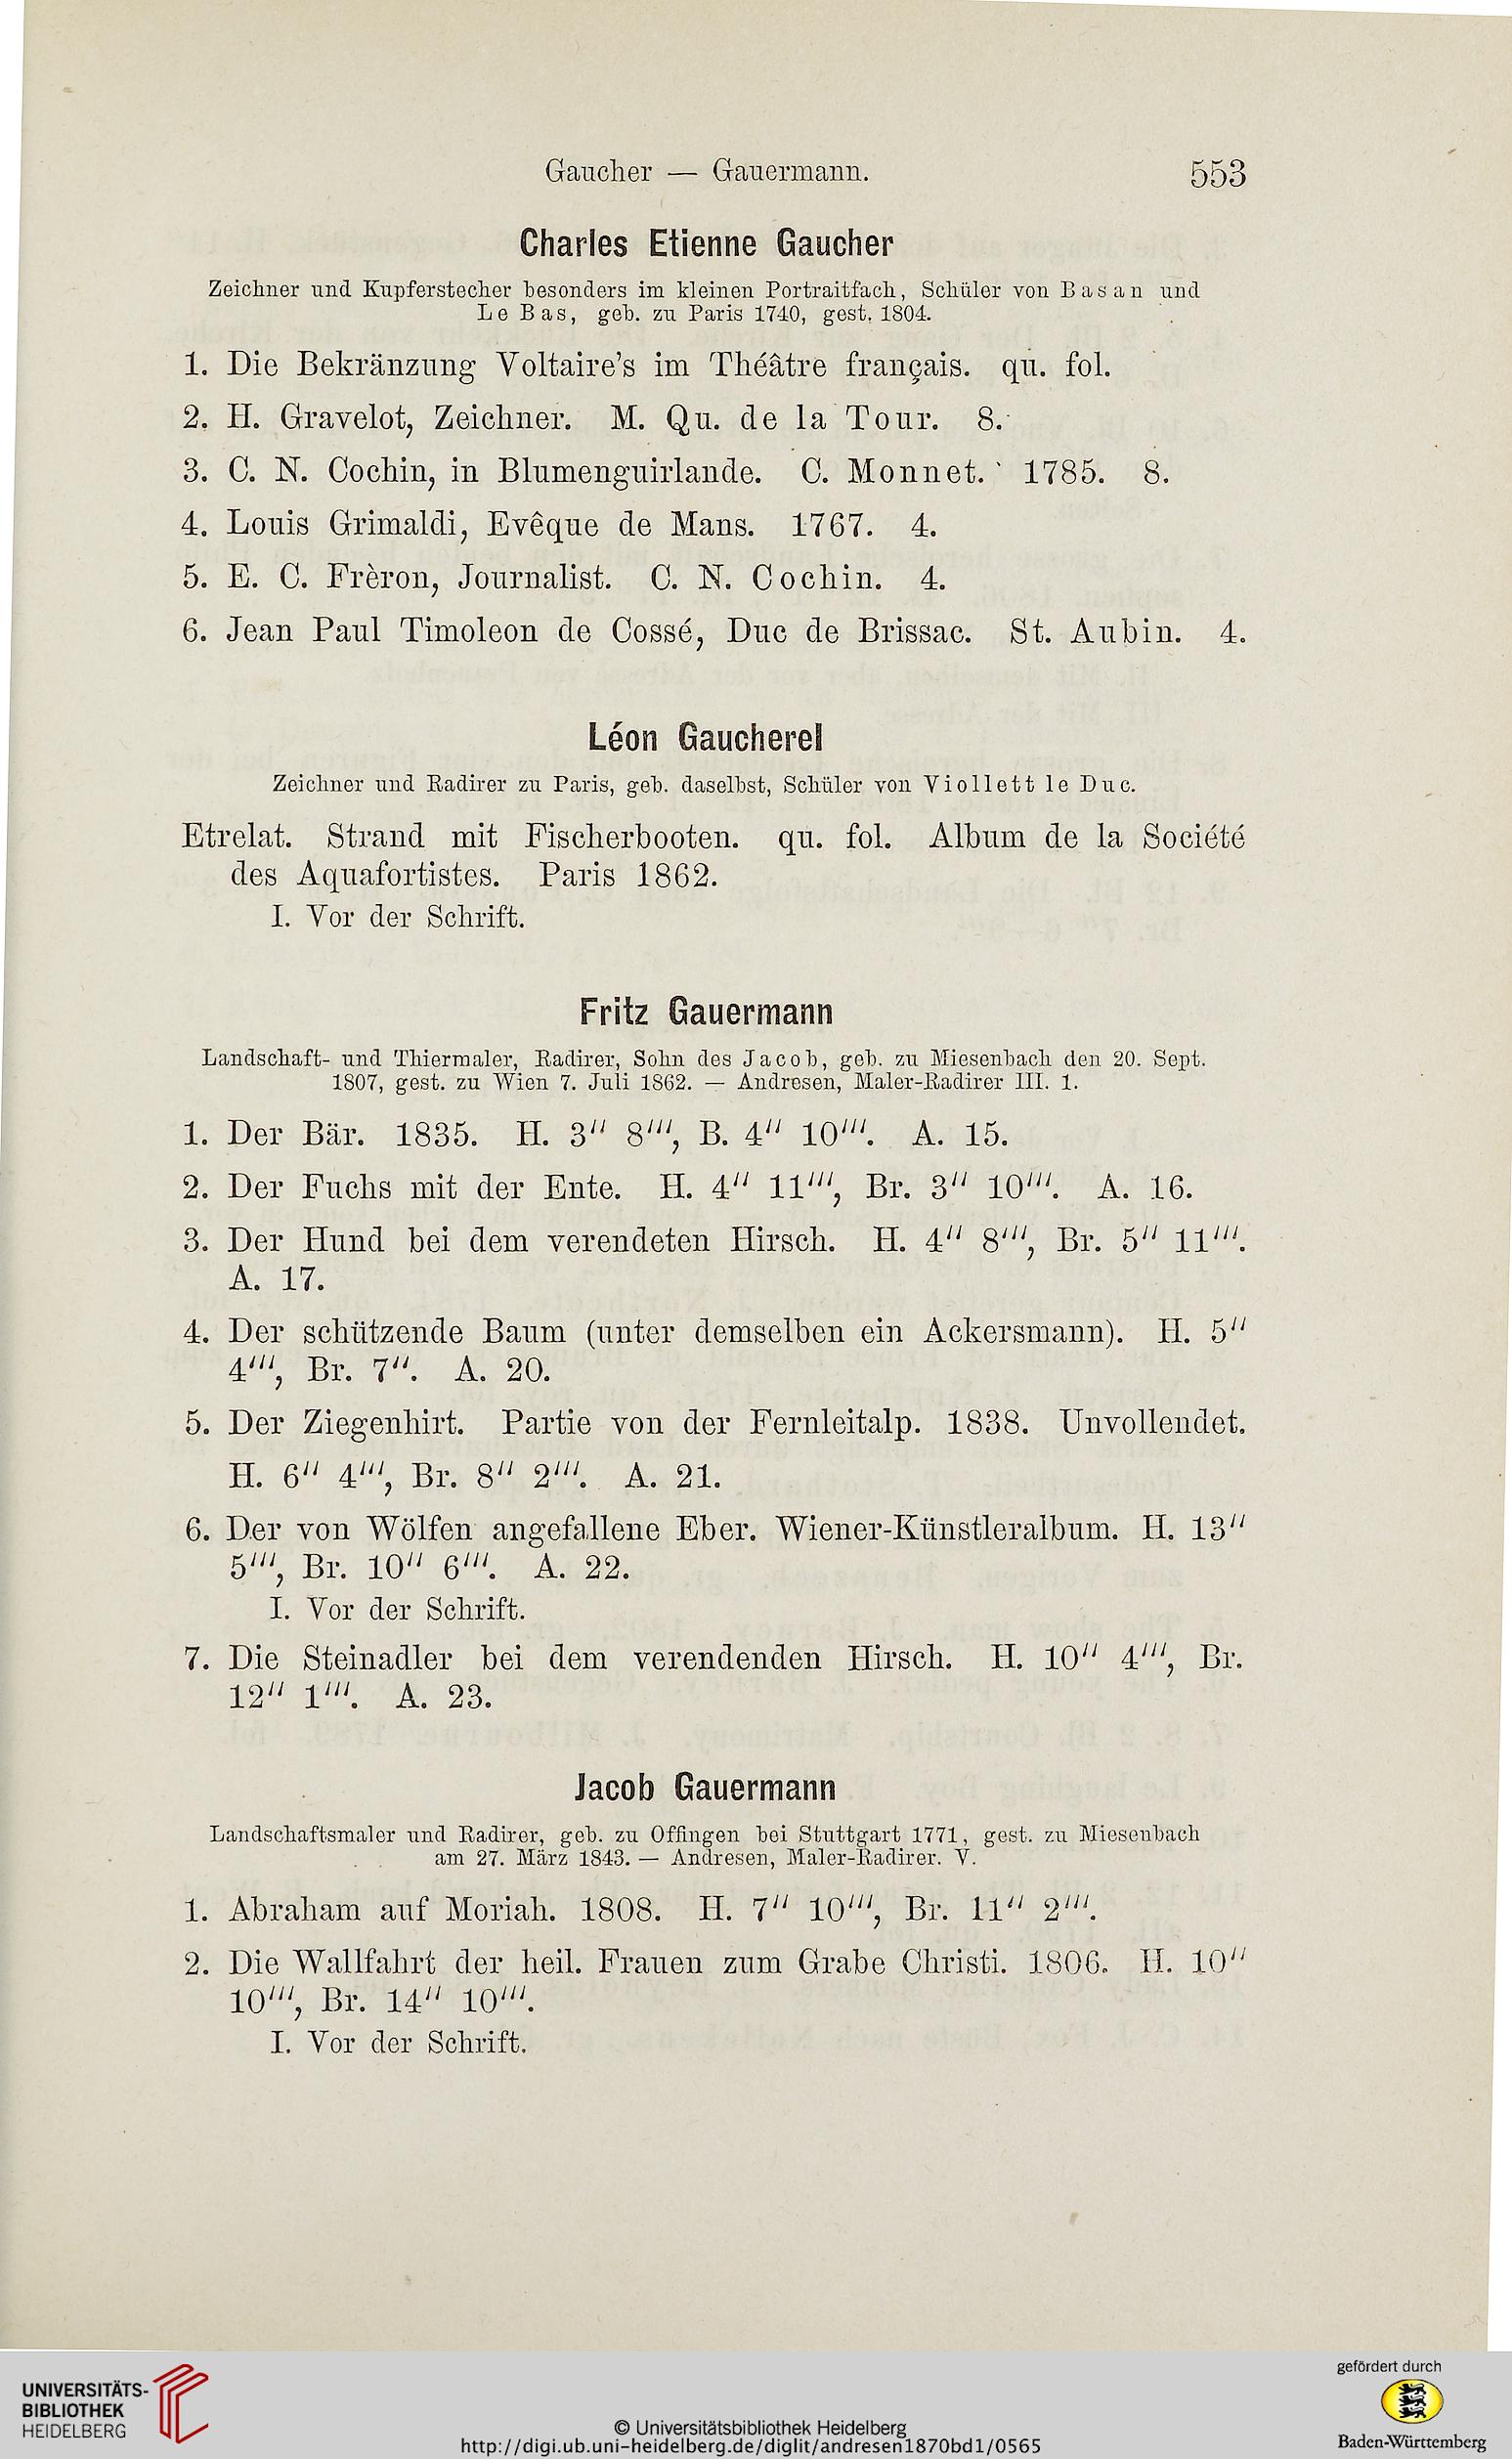 Gaucher — Gauermann. 553
Charles Etienne Gaucher
Zeichner und Kupferstecher besonders im kleinen Portraitfach, Schüler von Basan und
Le Bas, geb. zu Paris 1740, gest. 1804.
1. Die Bekränzung Voltaire's im Théâtre français. qu. fol.
2. H. Gravelot, Zeichner. M. Qu. de la Tour. 8.
3. C. N. Cochin, in Blumenguirlande. C. Monnet. 1785. 8.
4. Louis Grimaldi, Evêque de Mans. 1767. 4.
5. E. C. Frèron, Journalist. C. N. Cochin. 4.
6. Jean Paul Timoleon de Cossé, Duc de Brissac. St. Aubin. 4.
Léon Gaucherel
Zeichner und Radirer zu Paris, geb. daselbst, Schüler von Viollett le Duc.
Etrelat. Strand mit Fischerbooten. qu. fol. Album de la Société
des Aquafortistes. Paris 1862.
I. Vor der Schrift.
Fritz Gauermann
Landschaft- und Thiermaler, Radirer, Sohn des Jacob, geb. zu Miesenbach den 20. Sept.
1807, gest. zu Wien 7. Juli 1862. — Andresen, Maler-Radirer III. 1.
1. Der Bär. 1835. H. 3" 8"', B. 4" 10"'. A. 15.
2. Der Fuchs mit der Ente. H. 4" 11"', Br. 3" 10"'. A. 16.
3. Der Hund bei dem verendeten Hirsch. H. 4" 8"', Br. 5" 11"'.
A. 17.
4. Der schützende Baum (unter demselben ein Ackersmann). H. 5"
4"', Br. 7". A. 20.
5. Der Ziegenhirt. Partie von der Fernleitalp. 1838. Unvollendet.
H. 6" 4"', Br. 8" 2"'. A. 21.
6. Der von Wölfen angefallene Eber. Wiener-Künstleralbum. H. 13"
5"', Br. 10" 6"'. A. 22.
I. Vor der Schrift.
7. Die Steinadler bei dem verendenden Hirsch. H. 10" 4"', Br.
12" 1"'. A. 23.
Jacob Gauermann
Landschaftsmaler und Radirer, geb. zu Offingen bei Stuttgart 1771, gest. zu Miesenbach
am 27. März 1843. — Andresen, Maler-Radirer. V.
1. Abraham auf Moriah. 1808. H. 7" 10"', Br. 11" 2"'.
2. Die Wallfahrt der heil. Frauen zum Grabe Christi. 1806. H. 10"
10"', Br. 14" 10"'.
I. Vor der Schrift.
UNIVERSITÄTS-
BIBLIOTHEK
HEIDELBERG
© Universitätsbibliothek Heidelberg
http://digi.ub.uni-heidelberg.de/diglit/andresen1870bd1/0565
gefördert durch
Baden-Württemberg